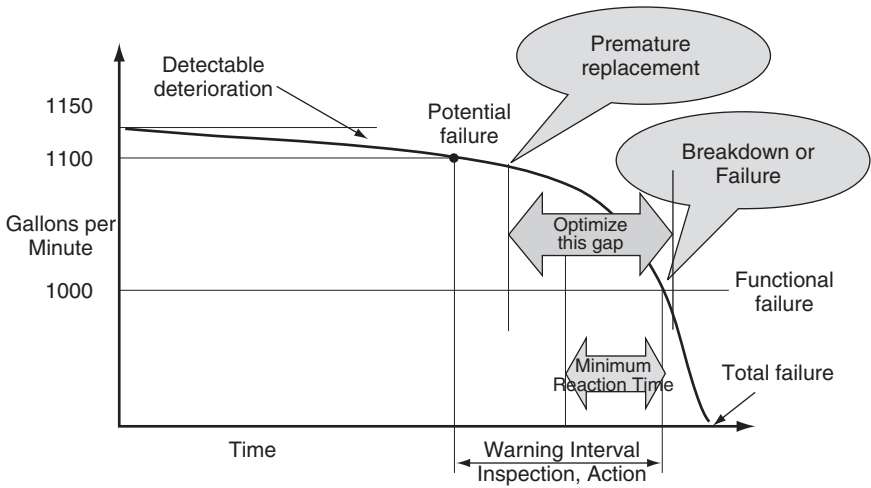 Premature
replacement
Detectable
deterioration
1150
Potential
failure
1100
Breakdown or
Failure
Gallons per
Minute
Optimize
this gap
1000
Functional
failure
Minimum
Reaction Time
Total failure
Time
Warning Interval
Inspection, Action